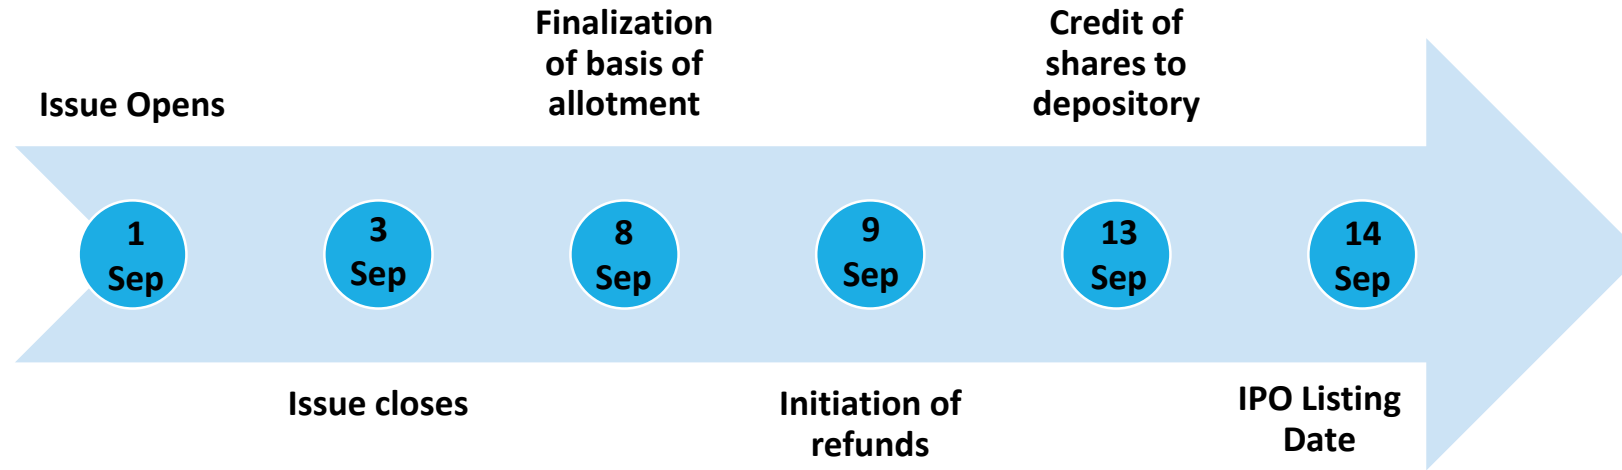 Issue Opens
1
Sep
Issue closes
3
Sep
Finalization
of basis of
allotment
8
Sep
Initiation of
refunds
9
Sep
Credit of
shares to
depository
13
Sep
IPO Listing
Date
14
Sep